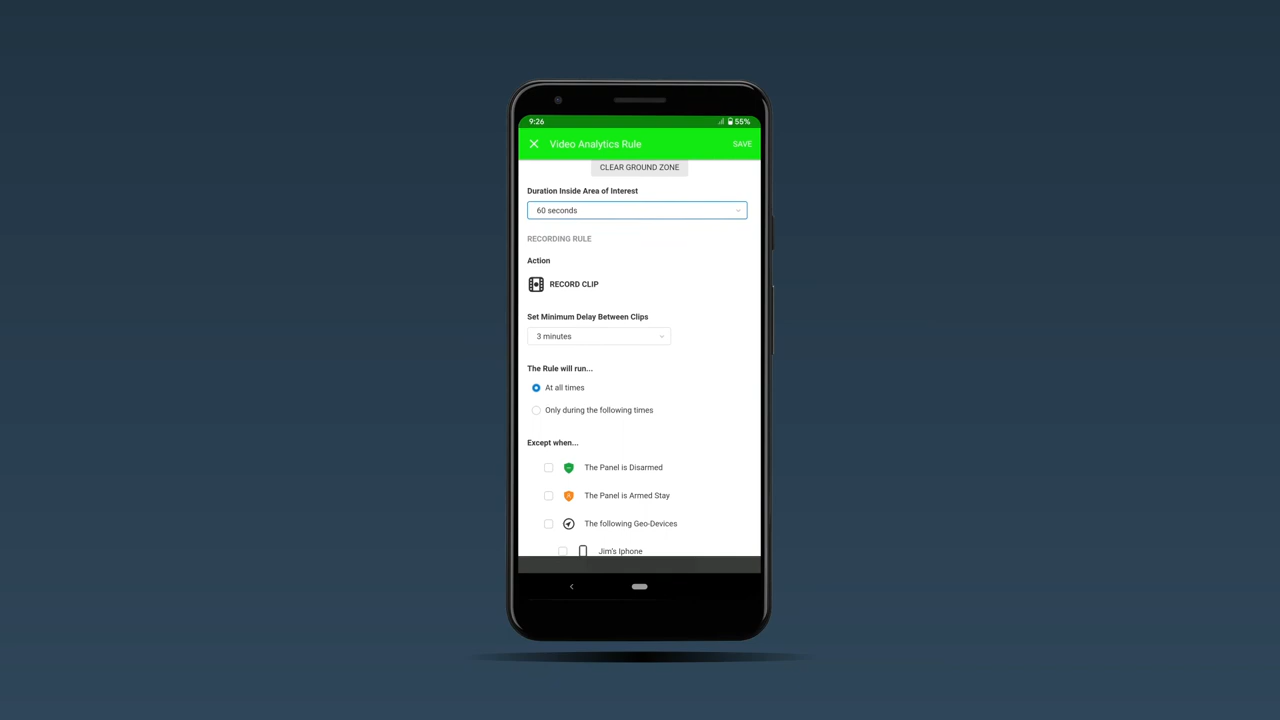 9:26
55%
Video Analytics Rule
SAVE
CLEAR GROUND ZONE
Duration Inside Area of Interest
60 seconds
RECORDING RULE
Action
RECORD CLIP
Set Minimum Delay Between Clips
3 minutes
The Rule will run...
At all times
Only during the following times
Except when...
The Panel is Disarmed
The Panel is Armed Stay
The following Geo-Devices
Jim's Iphone